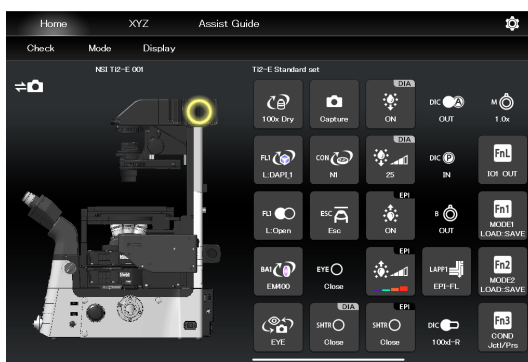 Home XYZ Assist Guide
Check Mode Display
NSI Ti2-E 001 Ti2-E Standard set
100x Dry
Capture
DIA
ON
DIC A
OUT
M
1.0x
FL1
L:DAPI_1
CON
N1
DIA
25
DIC P
IN
FnL
IO1 OUT
FL1
L:Open
ESC
Esc
EPI
ON
B
OUT
Fn1
MODE1
LOAD:SAVE
BA1
EM400
EYE
Close
EPI
LAPP1
EPI-FL
Fn2
MODE2
LOAD:SAVE
EYE
DIA
SHTR
Close
EPI
SHTR
Close
DIC
100xI-R
Fn3
COND
Jctl/Prs